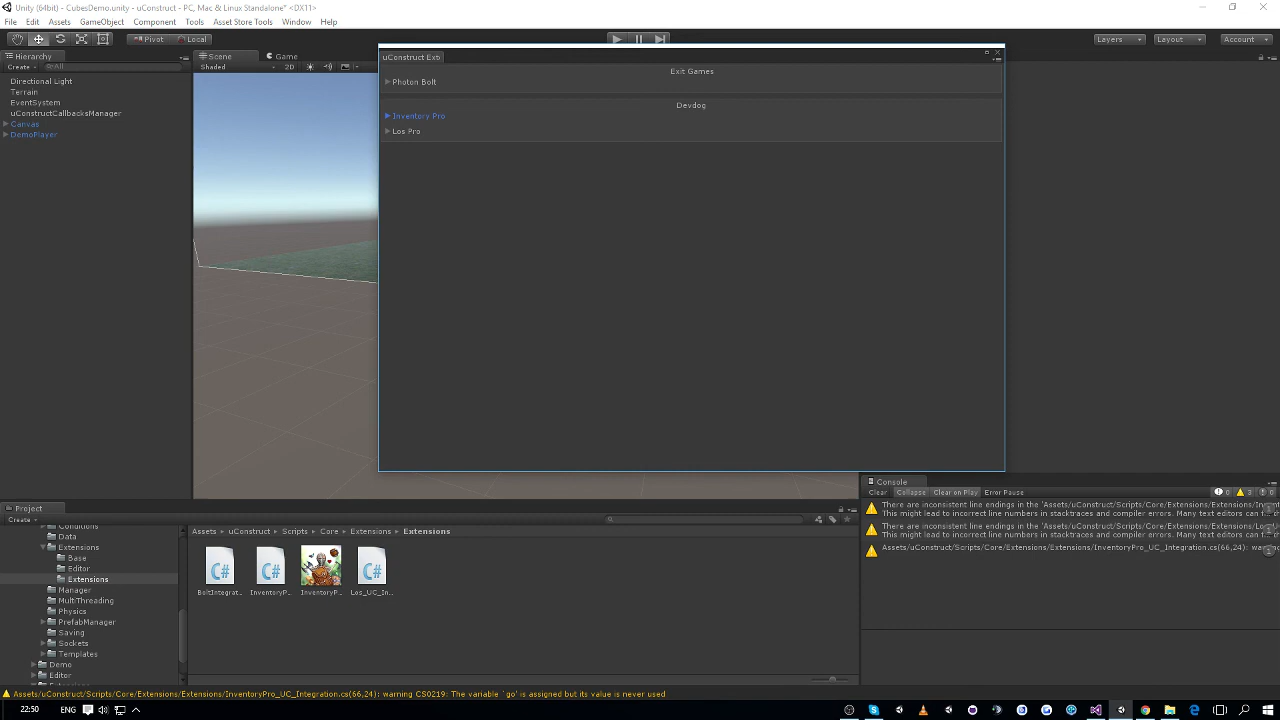 Unity (64bit) - CubesDemo.unity - uConstruct - PC, Mac & Linux Standalone* <DX11>
File Edit Assets GameObject Component Tools Asset Store Tools Window Help
Pivot Local Layers Layout Account
Hierarchy
Create All
Directional Light
Terrain
EventSystem
uConstructCallbacksManager
Canvas
DemoPlayer
Scene Game
Shaded 2D
uConstruct Ext
Exit Games
Photon Bolt
Devdog
Inventory Pro
Los Pro
Project
Create
Conditions
Data
Extensions
Base
Editor
Extensions
Manager
MultiThreading
Physics
PrefabManager
Saving
Sockets
Templates
Demo
Editor
Assets uConstruct Scripts Core Extensions Extensions
BoltIntegrat... InventoryP... InventoryP... Los_UC_In...
Console
Clear Collapse Clear on Play Error Pause 0 3 0
There are inconsistent line endings in the 'Assets/uConstruct/Scripts/Core/Extensions/Extensions/Inven
This might lead to incorrect line numbers in stacktraces and compiler errors. Many text editors can f
There are inconsistent line endings in the 'Assets/uConstruct/Scripts/Core/Extensions/Extensions/Lo
This might lead to incorrect line numbers in stacktraces and compiler errors. Many text editors can f
Assets/uConstruct/Scripts/Core/Extensions/Extensions/InventoryPro_UC_Integration.cs(66,24): warn
Assets/uConstruct/Scripts/Core/Extensions/Extensions/InventoryPro_UC_Integration.cs(66,24): warning CS0219: The variable `go' is assigned but its value is never used
22:50 ENG